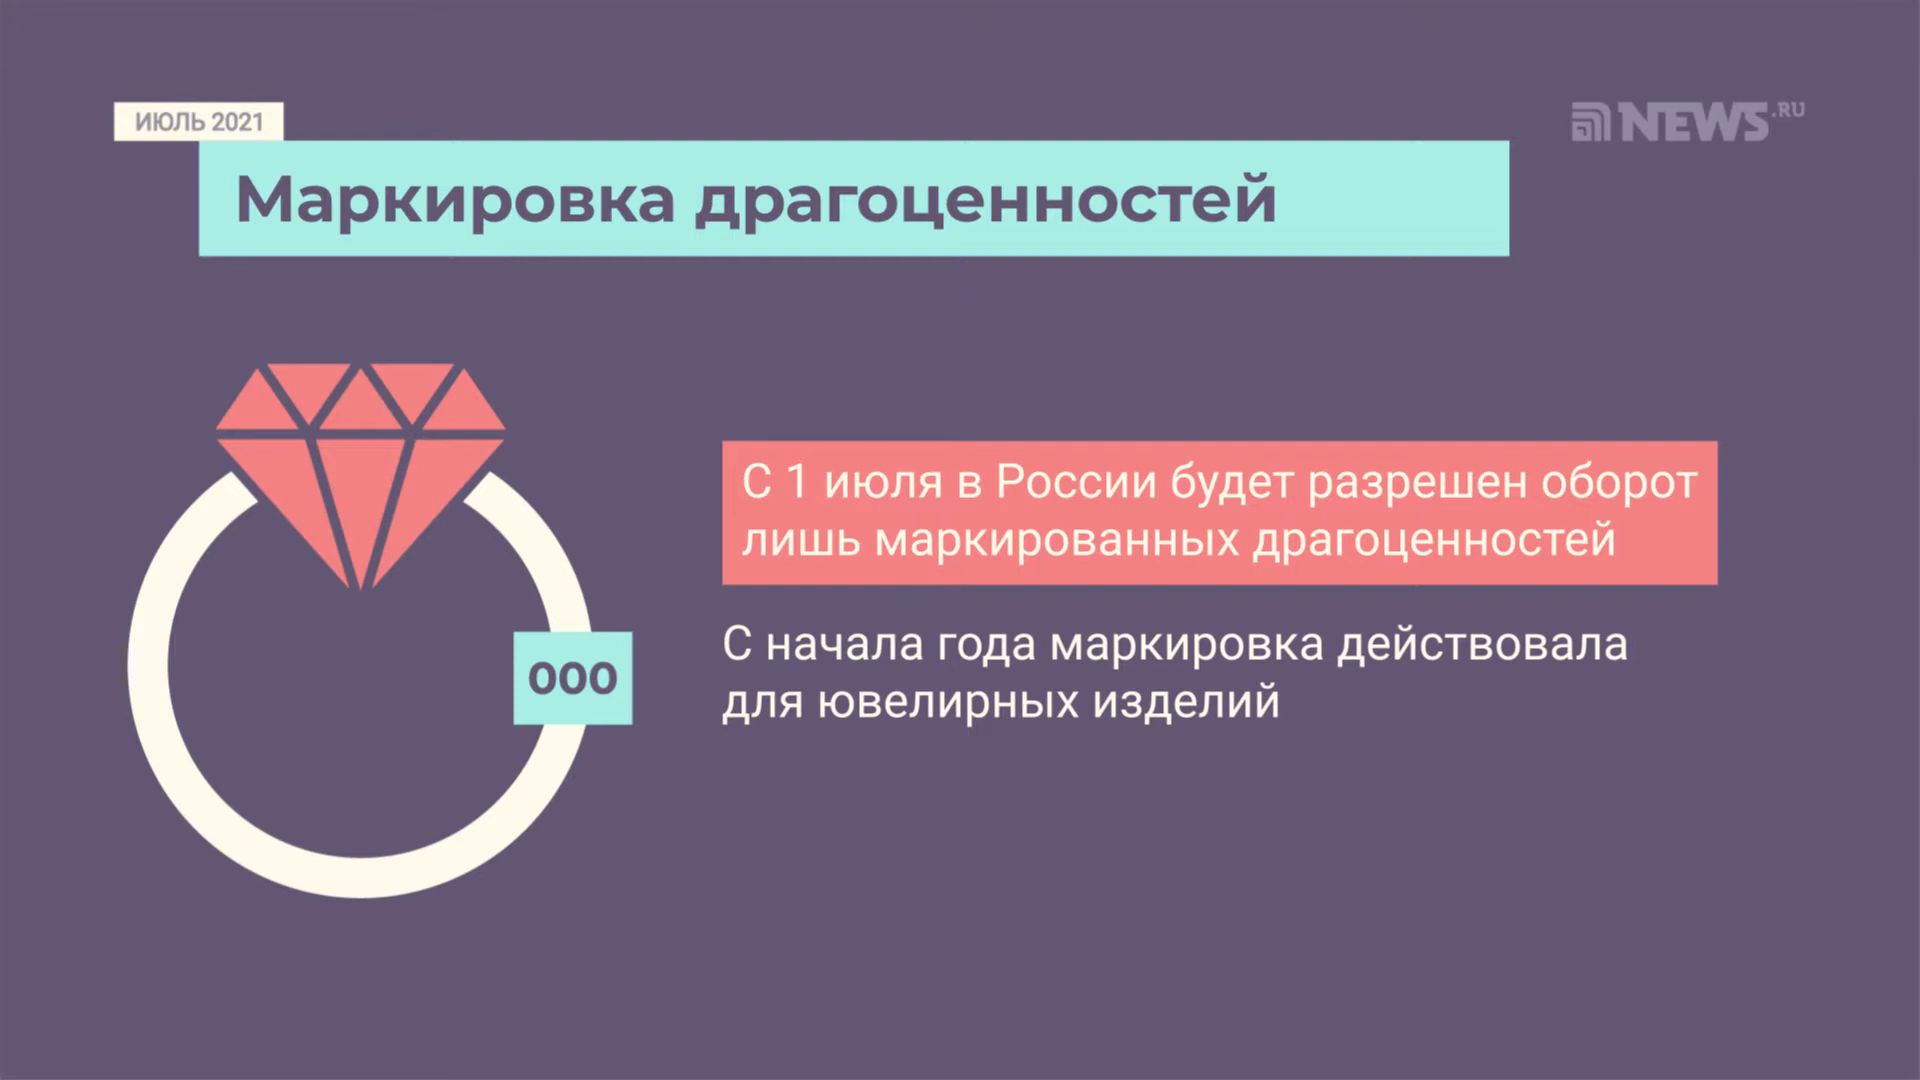 ИЮЛЬ 2021
NEWS.RU
Маркировка драгоценностей
С 1 июля в России будет разрешен оборот
лишь маркированных драгоценностей
000
С начала года маркировка действовала
для ювелирных изделий